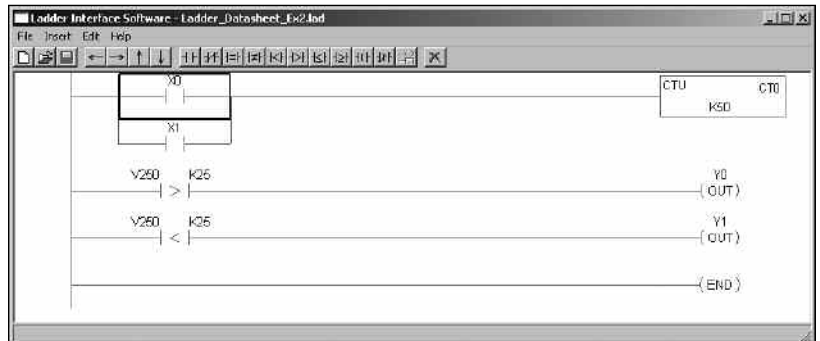 Ladder Interface Software - Ladder_Datasheet_Ex2.lad
File Insert Edit Help
X0
CTU CT0
K50
X1
V250 K25 Y0
> OUT
V250 K25 Y1
< OUT
END